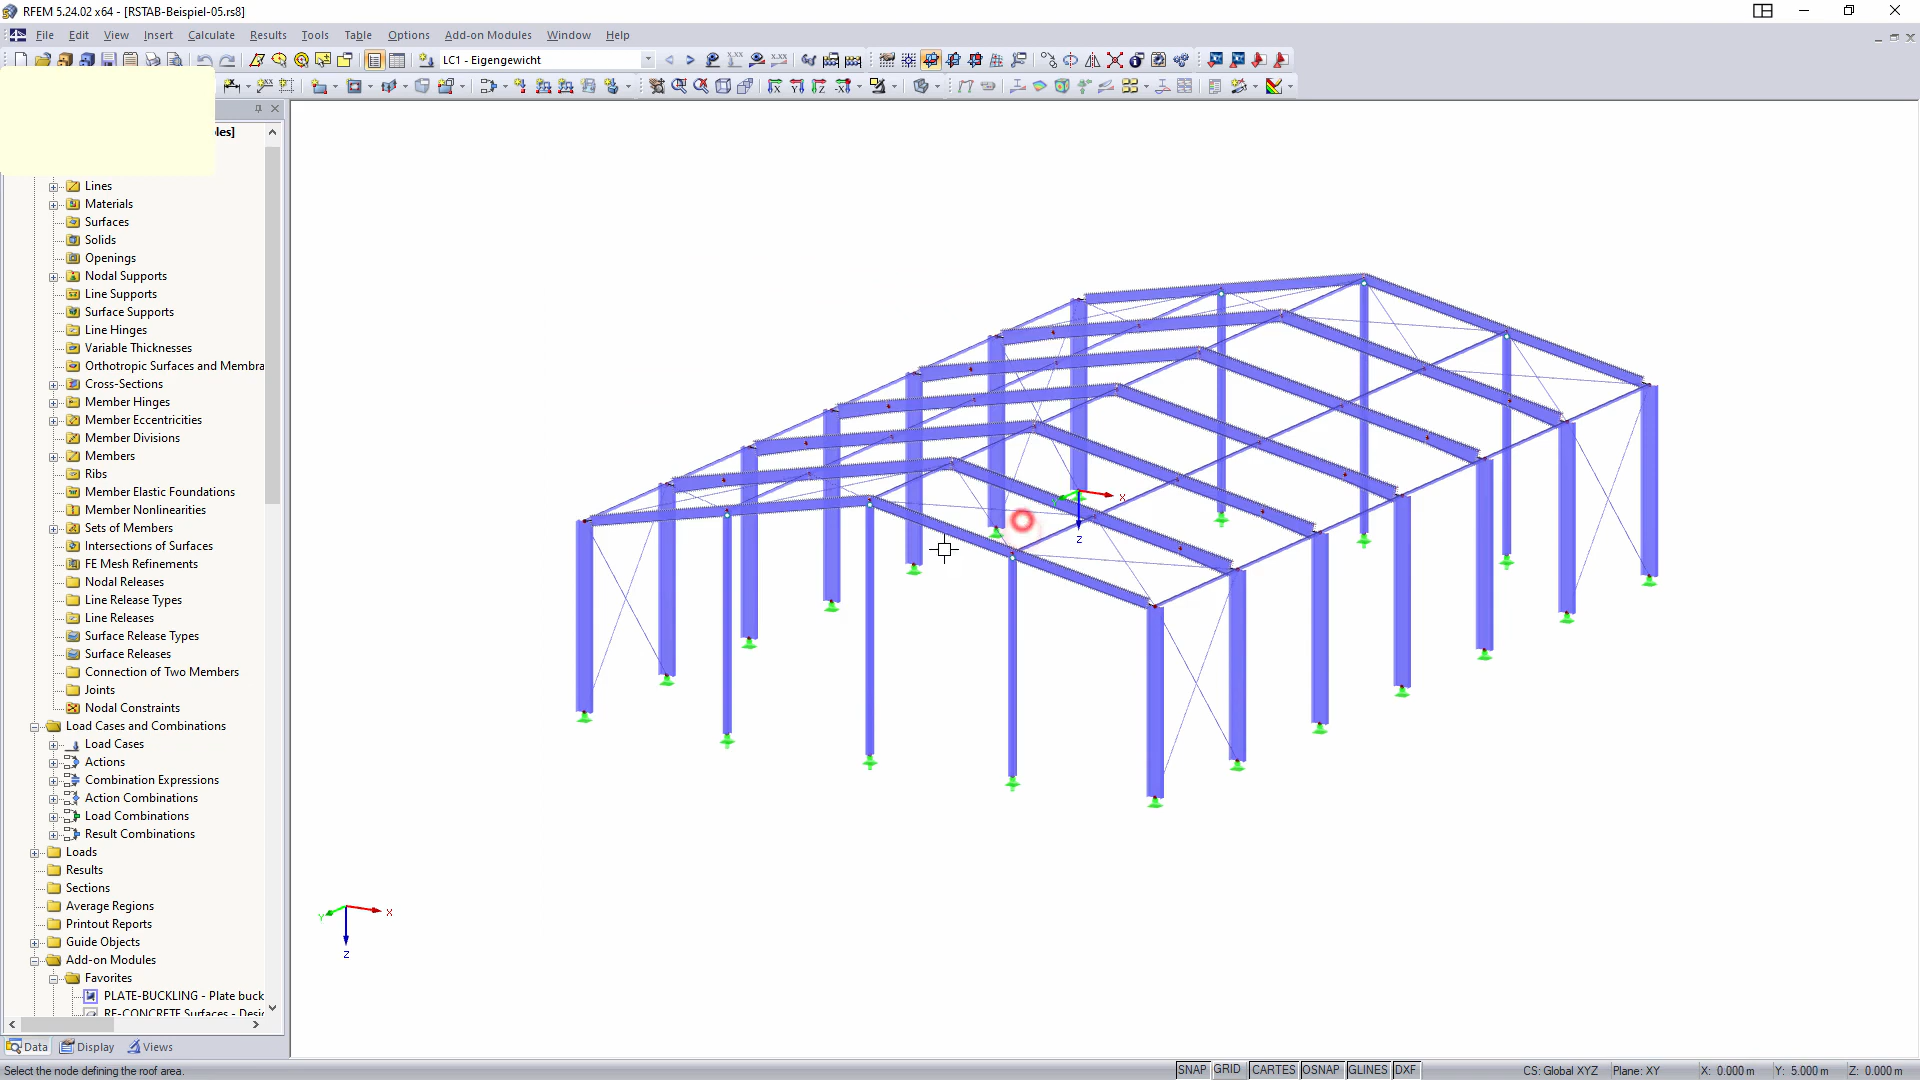 RFEM 5.24.02 x64 - [RSTAB-Beispiel-05.rs8]
File Edit View Insert Calculate Results Tools Table Options Add-on Modules Window Help
LC1 - Eigengewicht
Lines
Materials
Surfaces
Solids
Openings
Nodal Supports
Line Supports
Surface Supports
Line Hinges
Variable Thicknesses
Orthotropic Surfaces and Membra
Cross-Sections
Member Hinges
Member Eccentricities
Member Divisions
Members
Ribs
Member Elastic Foundations
Member Nonlinearities
Sets of Members
Intersections of Surfaces
FE Mesh Refinements
Nodal Releases
Line Release Types
Line Releases
Surface Release Types
Surface Releases
Connection of Two Members
Joints
Nodal Constraints
Load Cases and Combinations
Load Cases
Actions
Combination Expressions
Action Combinations
Load Combinations
Result Combinations
Loads
Results
Sections
Average Regions
Printout Reports
Guide Objects
Add-on Modules
Favorites
PLATE-BUCKLING - Plate buck
RF-CONCRETE Surfaces - Desig
Data Display Views
X
Z
Y
X
Z
Select the node defining the roof area.
SNAP GRID CARTES OSNAP GLINES DXF CS: Global XYZ Plane: XY X: 0.000 m Y: 5.000 m Z: 0.000 m